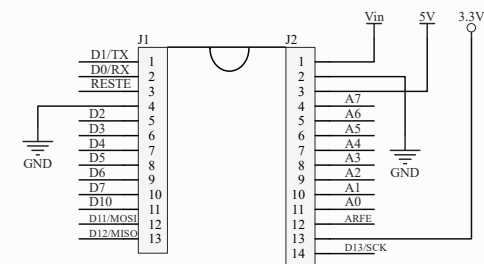 Vin 5V 3.3V
J1 J2
D1/TX 1 1
D0/RX 2 2
RESTE 3 3
4 4 A7
D2 5 5 A6
D3 6 6 A5
D4 7 7 A4
GND D5 8 8 A3 GND
D6 9 9 A2
D7 10 10 A1
D10 11 11 A0
D11/MOSI 12 12 ARFE
D12/MISO 13 13
14 D13/SCK